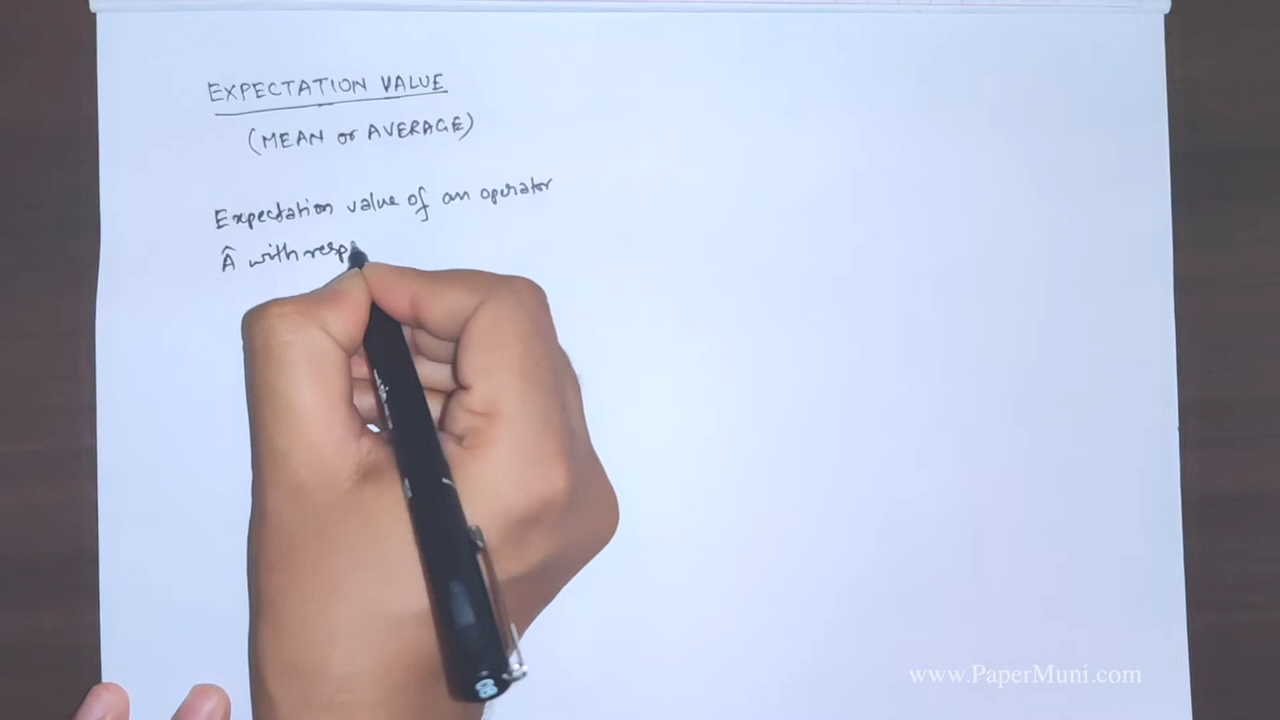 EXPECTATION VALUE
(MEAN or AVERAGE)
Expectation value of an operator
Â with resp
www.PaperMuni.com